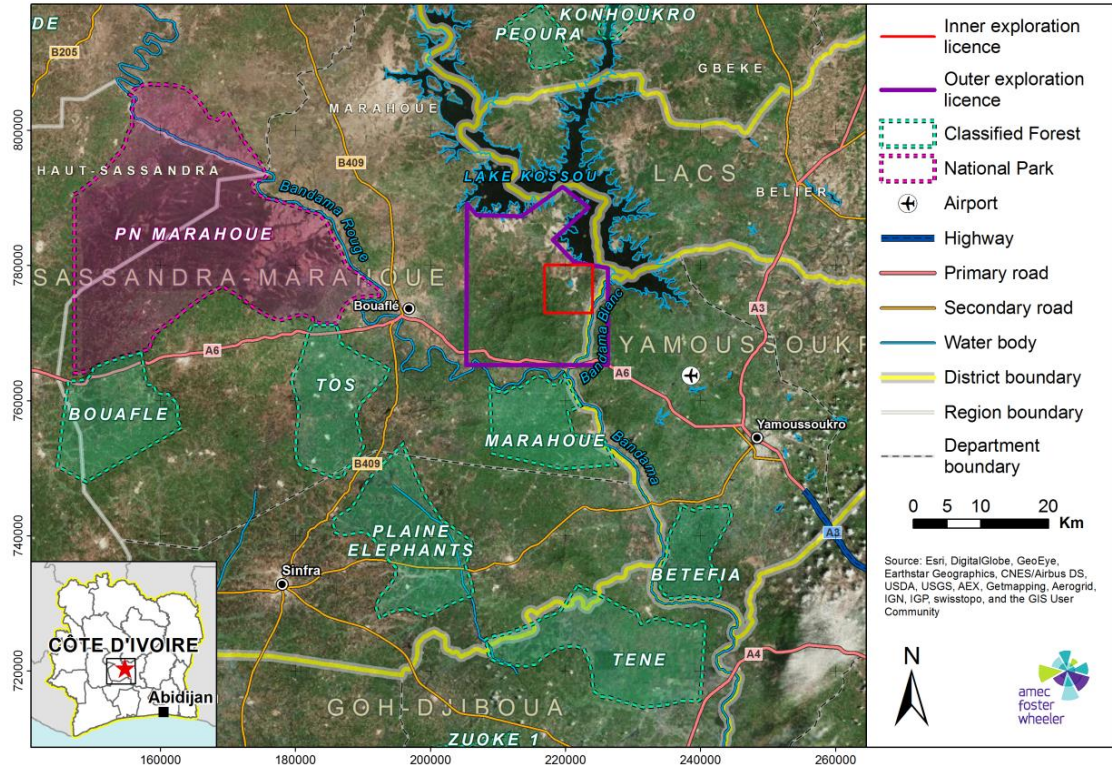 KONHOUKRO
PEOURA
DE
B205
GBEKE
MARAHOUE
800000
B409
HAUT-SASSANDRA
LAKE KOSSOU
LACS
BELIER
Bandama Rouge
PN MARAHOUE
780000
SASSANDRA-MARAHOUE
Bouaflé
Bandama Blanc
A3
YAMOUSSOUKR
A6
A6
TOS
760000
BOUAFLE
MARAHOUE
Yamoussoukro
Bandama
B409
740000
PLAINE
ELEPHANTS
A3
Sinfra
BETEFIA
CÔTE D'IVOIRE
Abidijan
720000
TENE
A4
GOH-DJIBOUA
ZUOKE 1
160000
180000
200000
220000
240000
260000
Inner exploration
licence
Outer exploration
licence
Classified Forest
National Park
Airport
Highway
Primary road
Secondary road
Water body
District boundary
Region boundary
Department
boundary
0 5 10 20
Km
Source: Esri, DigitalGlobe, GeoEye,
Earthstar Geographics, CNES/Airbus DS,
USDA, USGS, AEX, Getmapping, Aerogrid,
IGN, IGP, swisstopo, and the GIS User
Community
N
amec
foster
wheeler